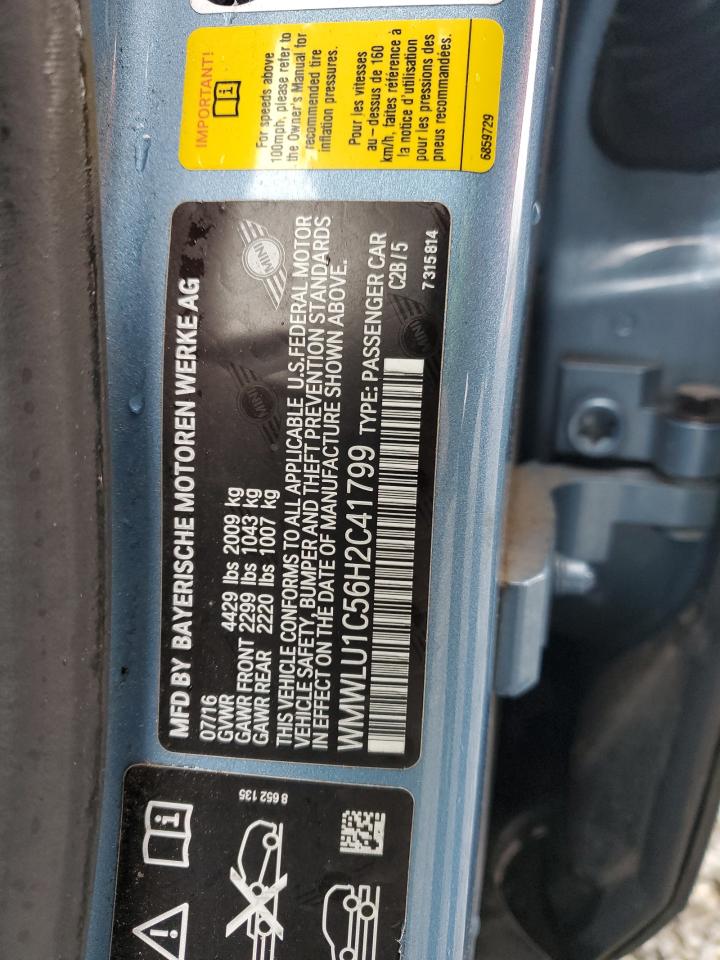 IMPORTANT!
For speeds above
100mph, please refer to
the Owner's Manual for
recommended tire
inflation pressures.
Pour les vitesses
au – dessus de 160
km/h, faites référence à
la notice d'utilisation
pour les pressions des
pneus recommandées.
6859729
MFD BY BAYERISCHE MOTOREN WERKE AG
07/16
GVWR 4429 lbs 2009 kg
GAWR FRONT 2299 lbs 1043 kg
GAWR REAR 2220 lbs 1007 kg
THIS VEHICLE CONFORMS TO ALL APPLICABLE U.S.FEDERAL MOTOR
VEHICLE SAFETY, BUMPER AND THEFT PREVENTION STANDARDS
IN EFFECT ON THE DATE OF MANUFACTURE SHOWN ABOVE.
WMWLU1C56H2C41799 TYPE: PASSENGER CAR
C2B / 5
7 315 814
MINI
MINI
8 652 135